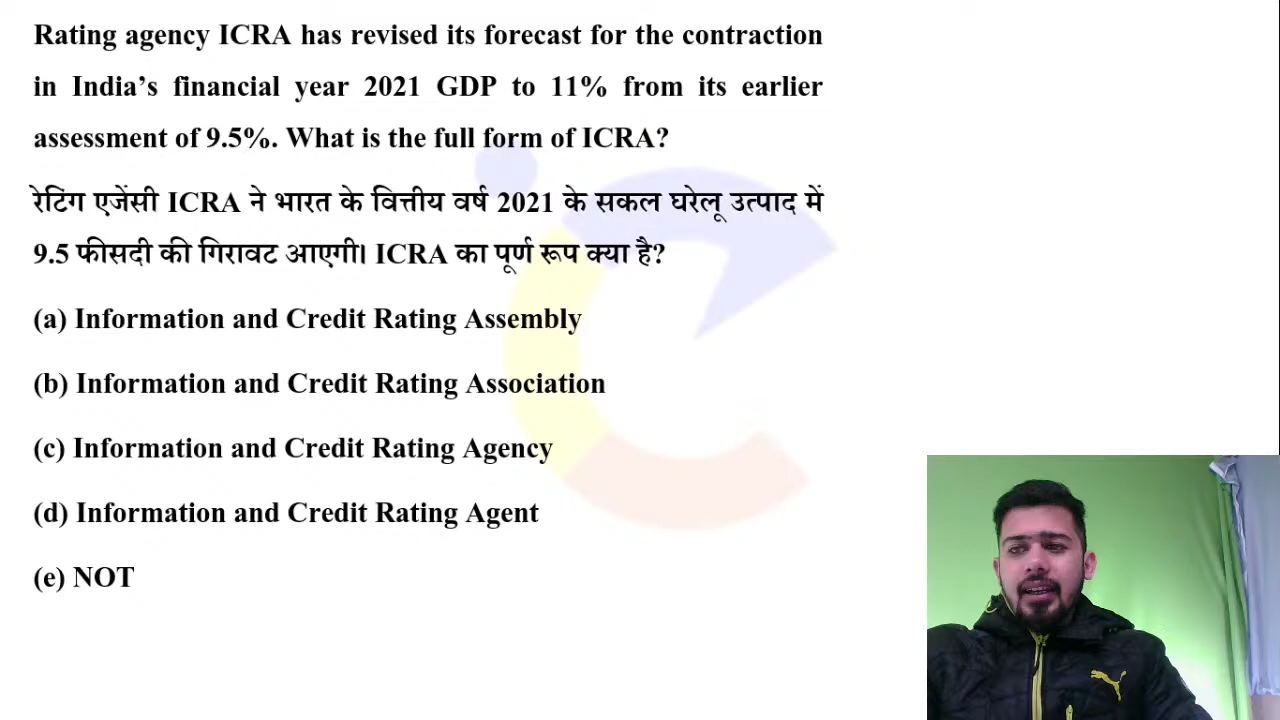 Rating agency ICRA has revised its forecast for the contraction
in India’s financial year 2021 GDP to 11% from its earlier
assessment of 9.5%. What is the full form of ICRA?
रेटिंग एजेंसी ICRA ने भारत के वित्तीय वर्ष 2021 के सकल घरेलू उत्पाद में
9.5 फीसदी की गिरावट आएगी। ICRA का पूर्ण रूप क्या है?
(a) Information and Credit Rating Assembly
(b) Information and Credit Rating Association
(c) Information and Credit Rating Agency
(d) Information and Credit Rating Agent
(e) NOT